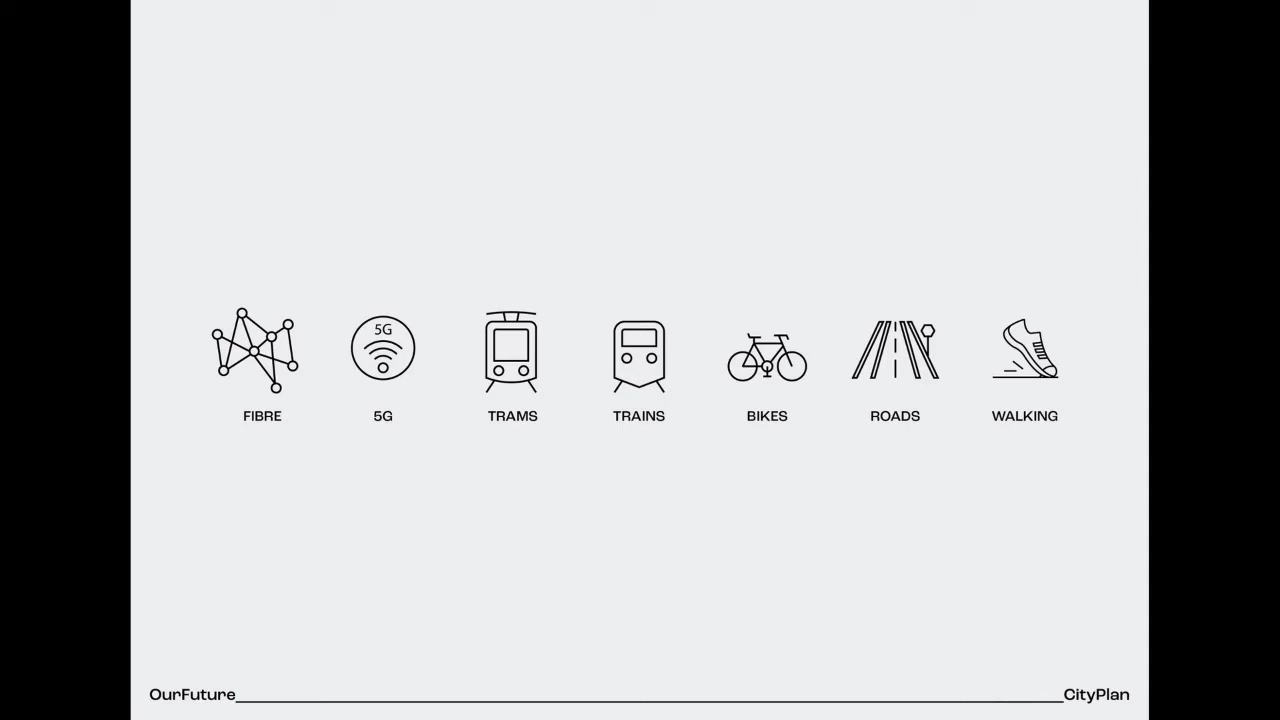 5G
FIBRE 5G TRAMS TRAINS BIKES ROADS WALKING
OurFuture CityPlan